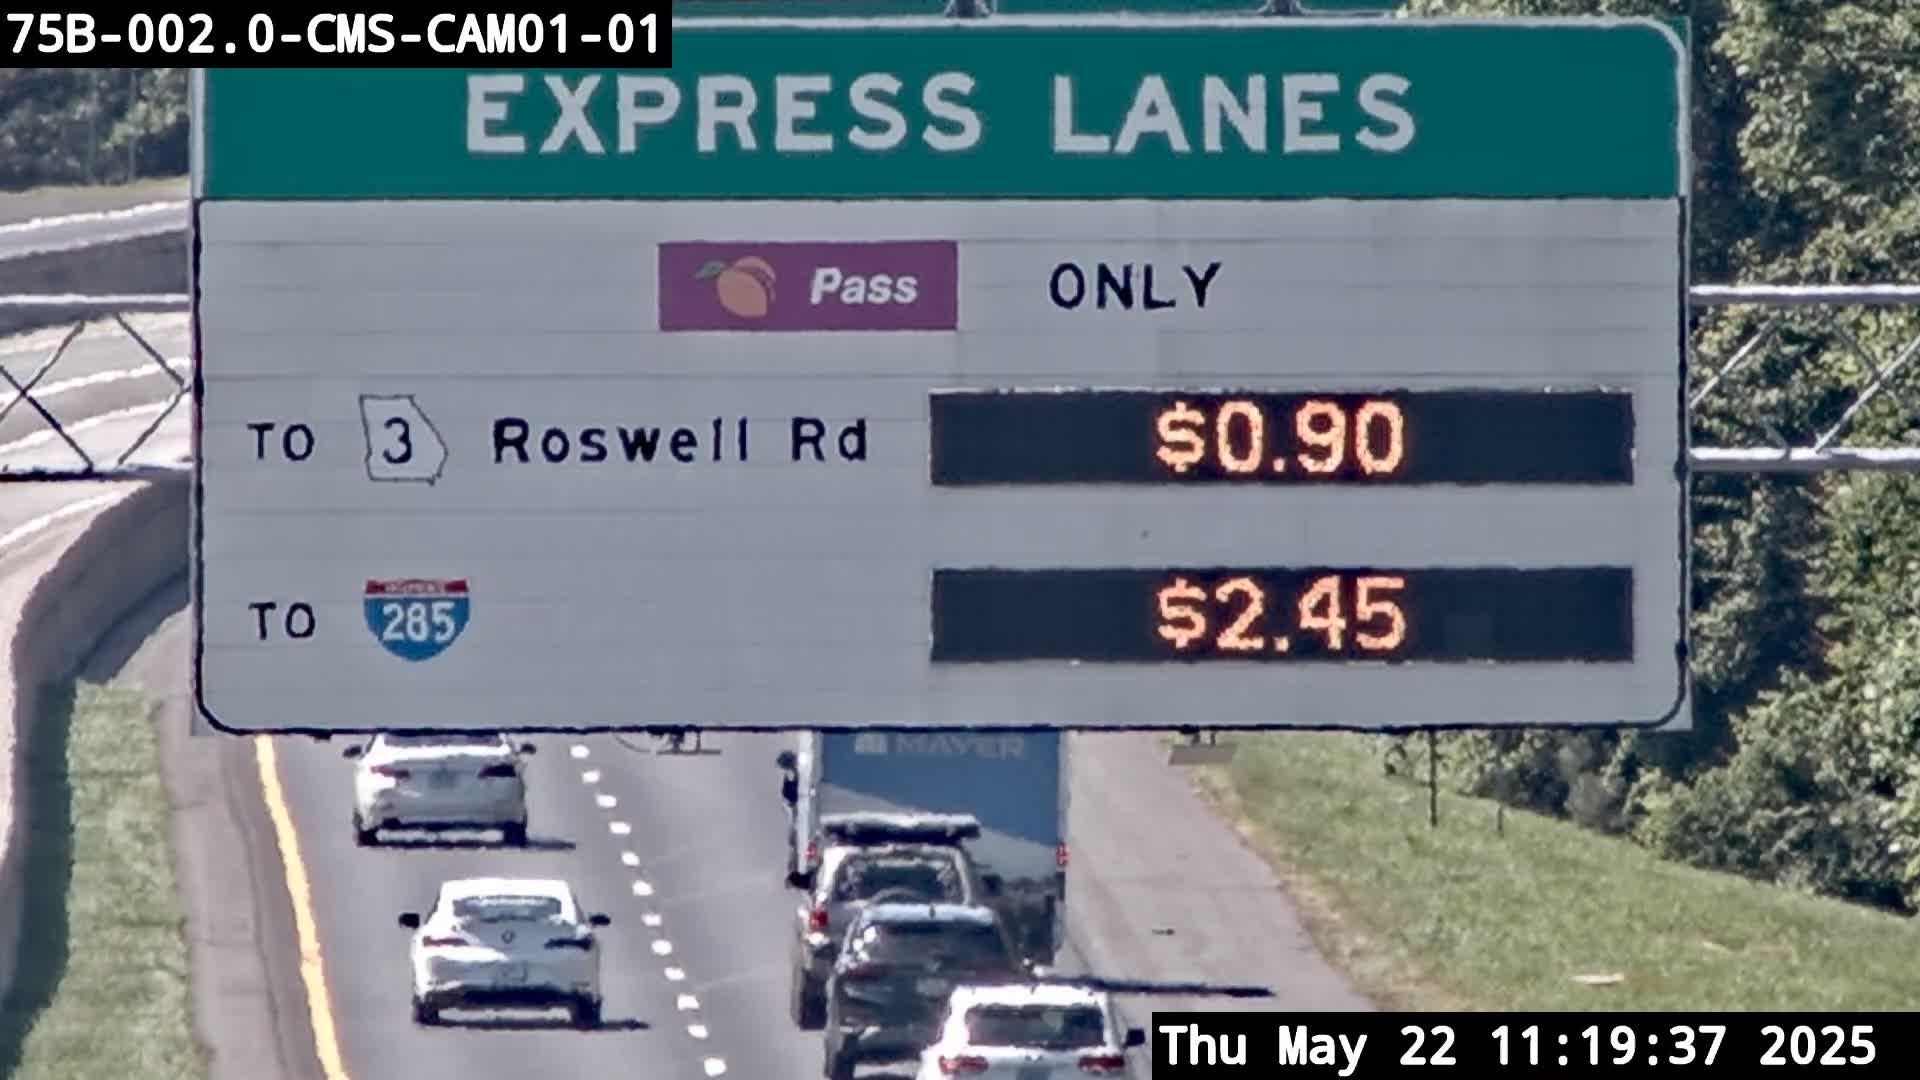 75B-002.0-CMS-CAM01-01
EXPRESS LANES
Pass ONLY
TO 3 Roswell Rd $0.90
TO 285 $2.45
MAYER
Thu May 22 11:19:37 2025